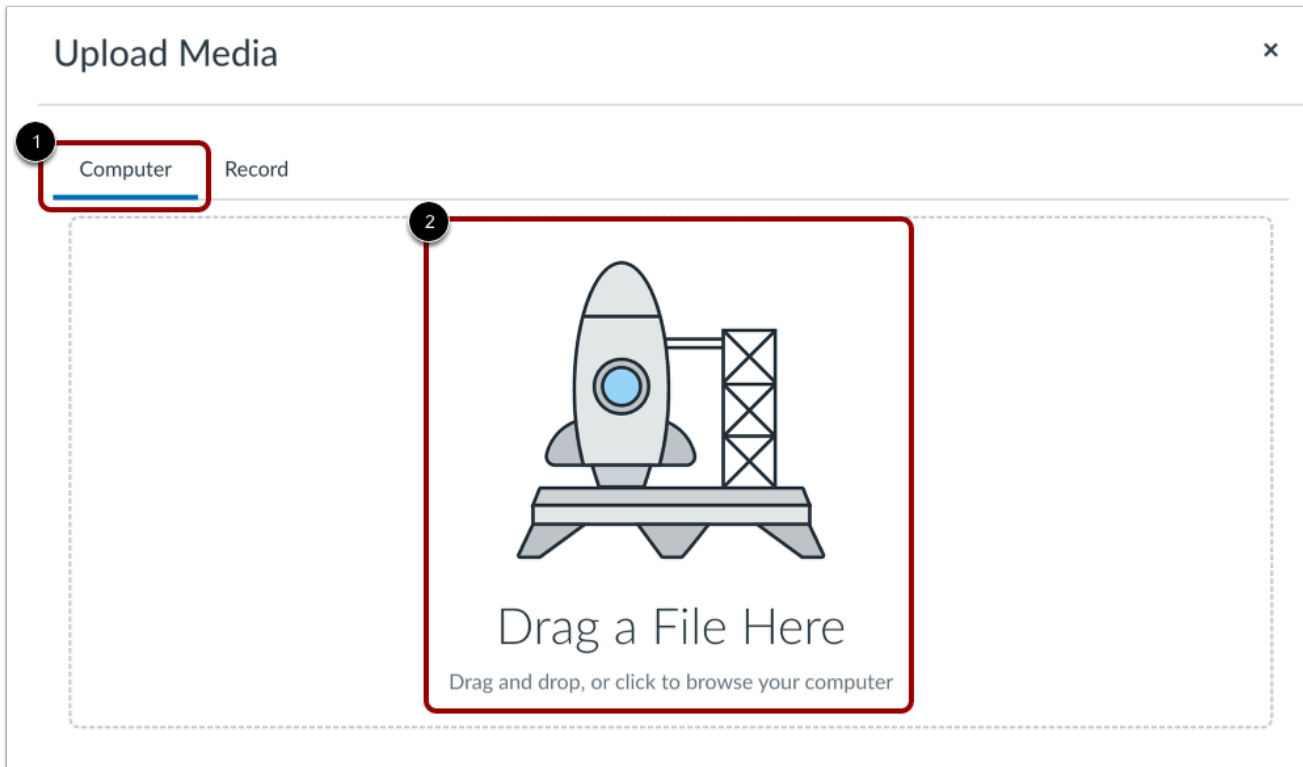 Upload Media
×
1
Computer
Record
2
Drag a File Here
Drag and drop, or click to browse your computer